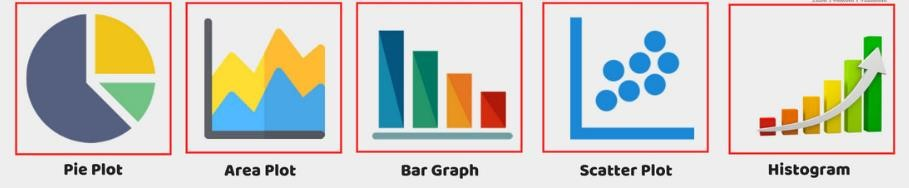 Pie Plot
Area Plot
Bar Graph
Scatter Plot
Histogram